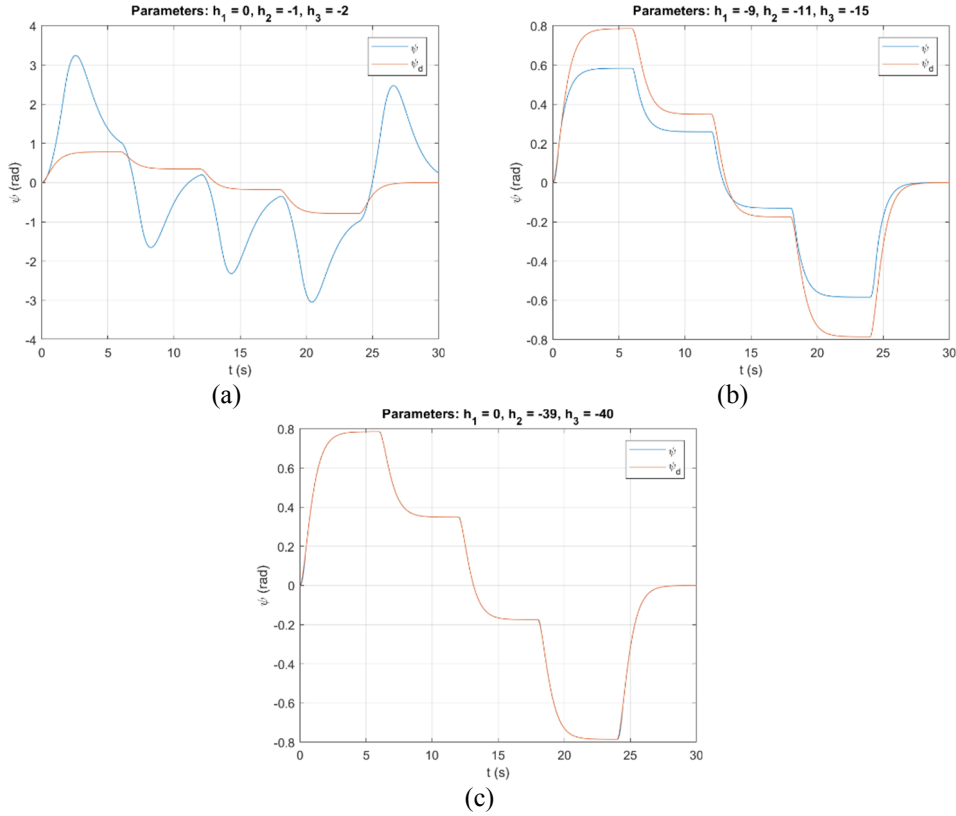 Parameters: h1 = 0, h2 = -1, h3 = -2
4
3
2
1
0
-1
-2
-3
-4
ψ (rad)
ψ
ψd
0
5
10
15
20
25
30
t (s)
(a)
Parameters: h1 = -9, h2 = -11, h3 = -15
0.8
0.6
0.4
0.2
0
-0.2
-0.4
-0.6
-0.8
ψ (rad)
ψ
ψd
0
5
10
15
20
25
30
t (s)
(b)
Parameters: h1 = 0, h2 = -39, h3 = -40
0.8
0.6
0.4
0.2
0
-0.2
-0.4
-0.6
-0.8
ψ (rad)
ψ
ψd
0
5
10
15
20
25
30
t (s)
(c)